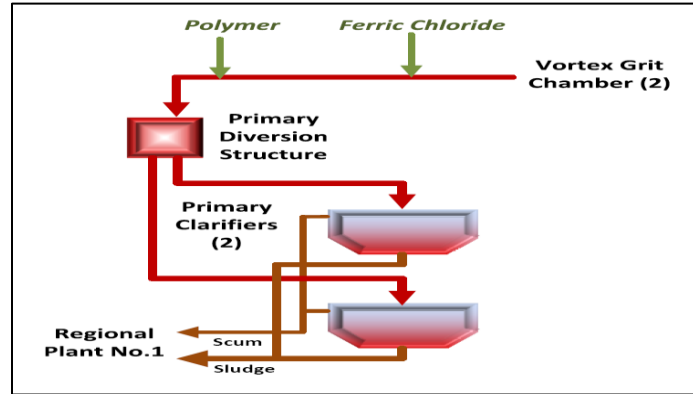 Polymer
Ferric Chloride
Vortex Grit
Chamber (2)
Primary
Diversion
Structure
Primary
Clarifiers
(2)
Regional
Plant No.1
Scum
Sludge